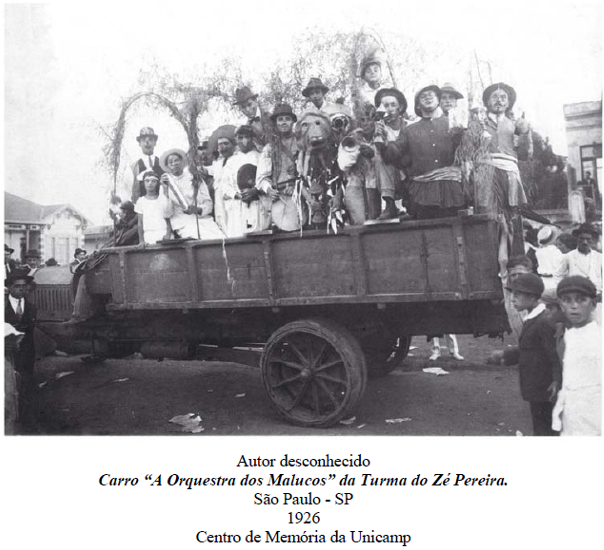 Autor desconhecido
Carro “A Orquestra dos Malucos” da Turma do Zé Pereira.
São Paulo - SP
1926
Centro de Memória da Unicamp